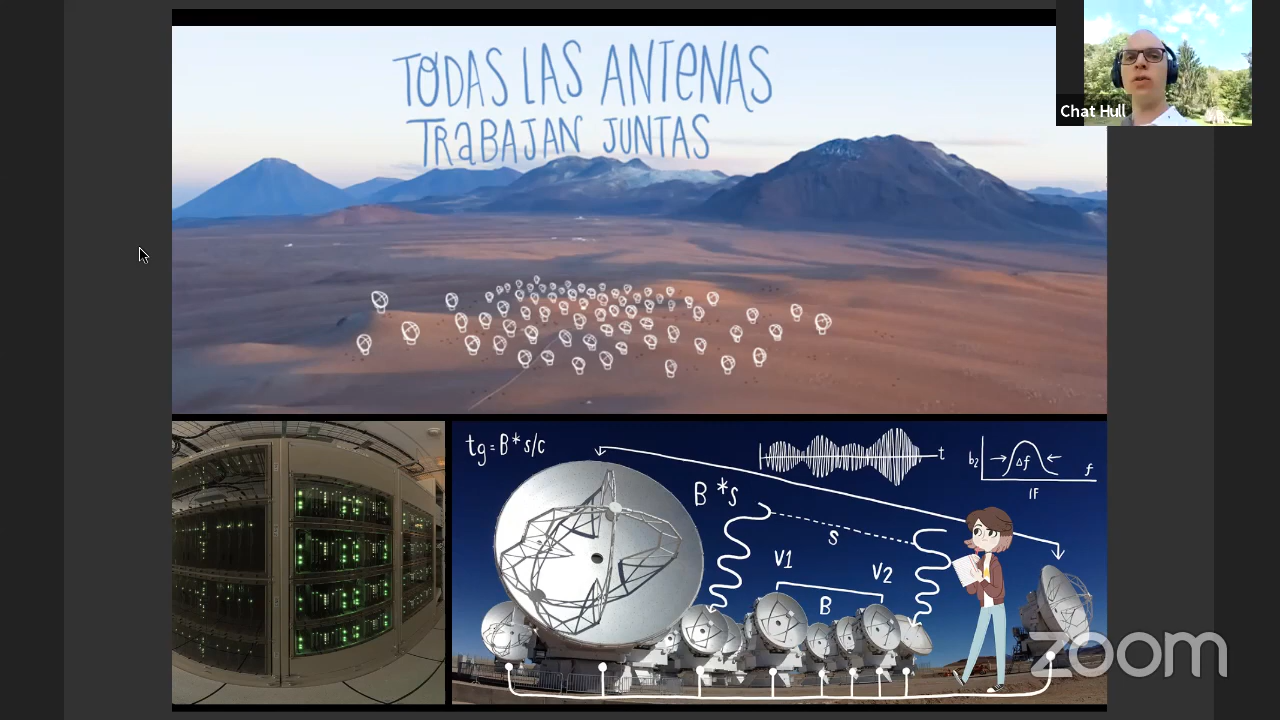 TODAS LAS ANTENAS
TRABAJAN JUNTAS
Chat Hull
tg=B*s/c
t
b2
Δf
f
IF
B*s
s
V1
V2
B
zoom